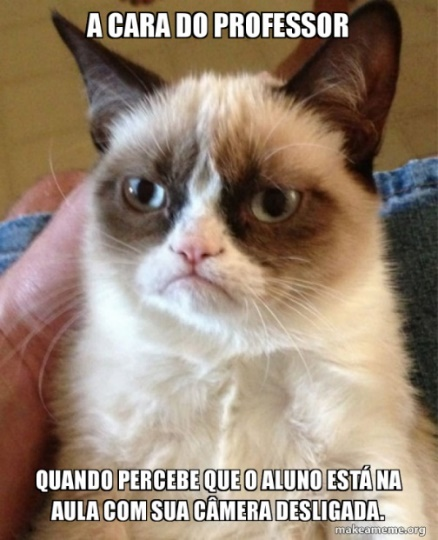 A CARA DO PROFESSOR
QUANDO PERCEBE QUE O ALUNO ESTÁ NA
AULA COM SUA CÂMERA DESLIGADA.
makeameme.org